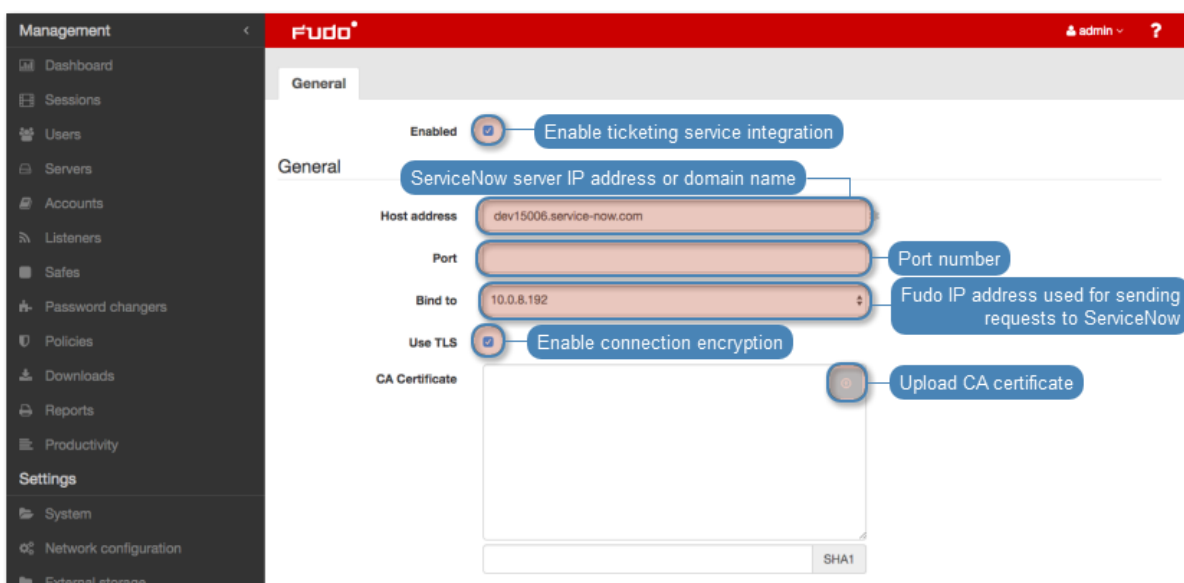 Management
Fudo
admin
?
Dashboard
General
Sessions
Users
Enabled
Enable ticketing service integration
Servers
General
ServiceNow server IP address or domain name
Accounts
Host address
dev15006.service-now.com
Listeners
Port
Port number
Safes
Password changers
Bind to
10.0.8.192
Fudo IP address used for sending
requests to ServiceNow
Policies
Use TLS
Enable connection encryption
Downloads
CA Certificate
Upload CA certificate
Reports
Productivity
Settings
System
Network configuration
SHA1
External storage